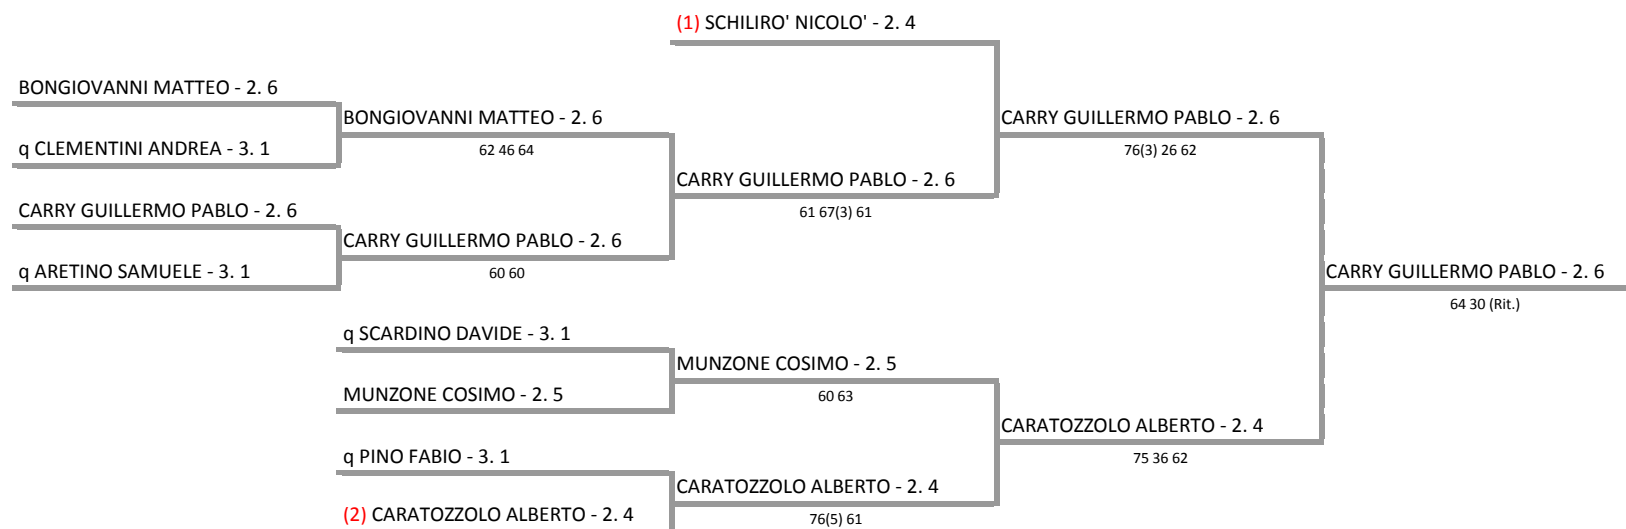 (1) SCHILIRO' NICOLO' - 2. 4
BONGIOVANNI MATTEO - 2. 6
BONGIOVANNI MATTEO - 2. 6
CARRY GUILLERMO PABLO - 2. 6
q CLEMENTINI ANDREA - 3. 1
62 46 64
76(3) 26 62
CARRY GUILLERMO PABLO - 2. 6
CARRY GUILLERMO PABLO - 2. 6
61 67(3) 61
CARRY GUILLERMO PABLO - 2. 6
q ARETINO SAMUELE - 3. 1
60 60
CARRY GUILLERMO PABLO - 2. 6
64 30 (Rit.)
q SCARDINO DAVIDE - 3. 1
MUNZONE COSIMO - 2. 5
MUNZONE COSIMO - 2. 5
60 63
CARATOZZOLO ALBERTO - 2. 4
q PINO FABIO - 3. 1
75 36 62
CARATOZZOLO ALBERTO - 2. 4
(2) CARATOZZOLO ALBERTO - 2. 4
76(5) 61